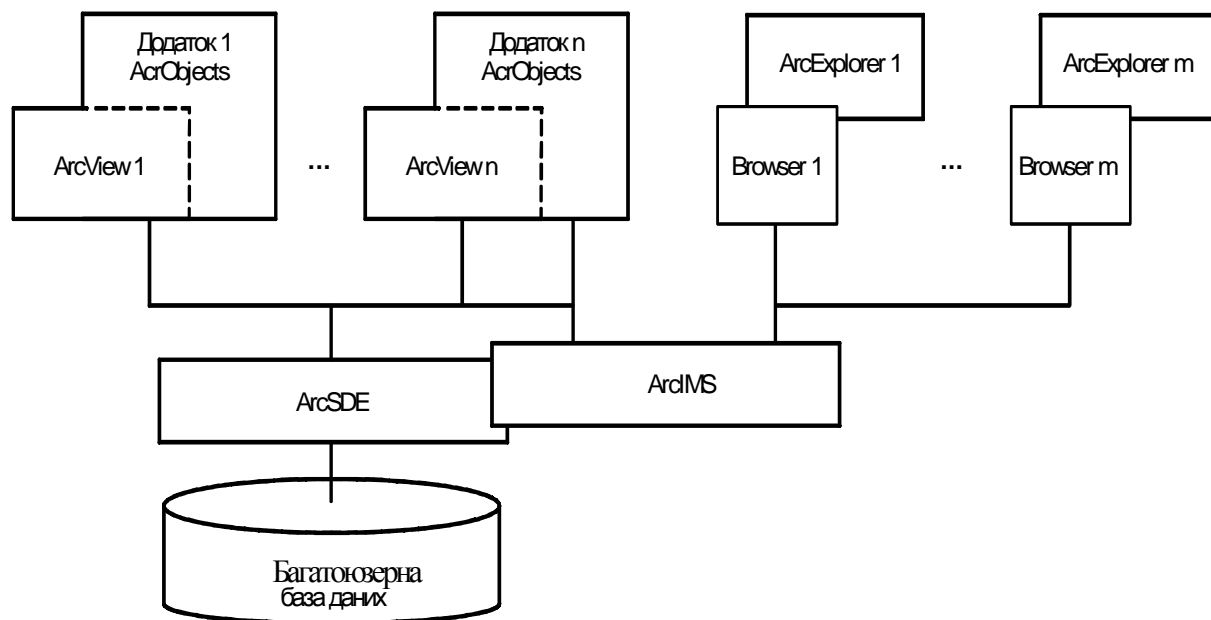 Додаток 1
AcrObjects
Додаток n
AcrObjects
ArcExplorer 1
ArcExplorer m
ArcView 1
...
ArcView n
Browser 1
...
Browser m
ArcSDE
ArcIMS
Багатоюзерна
база даних